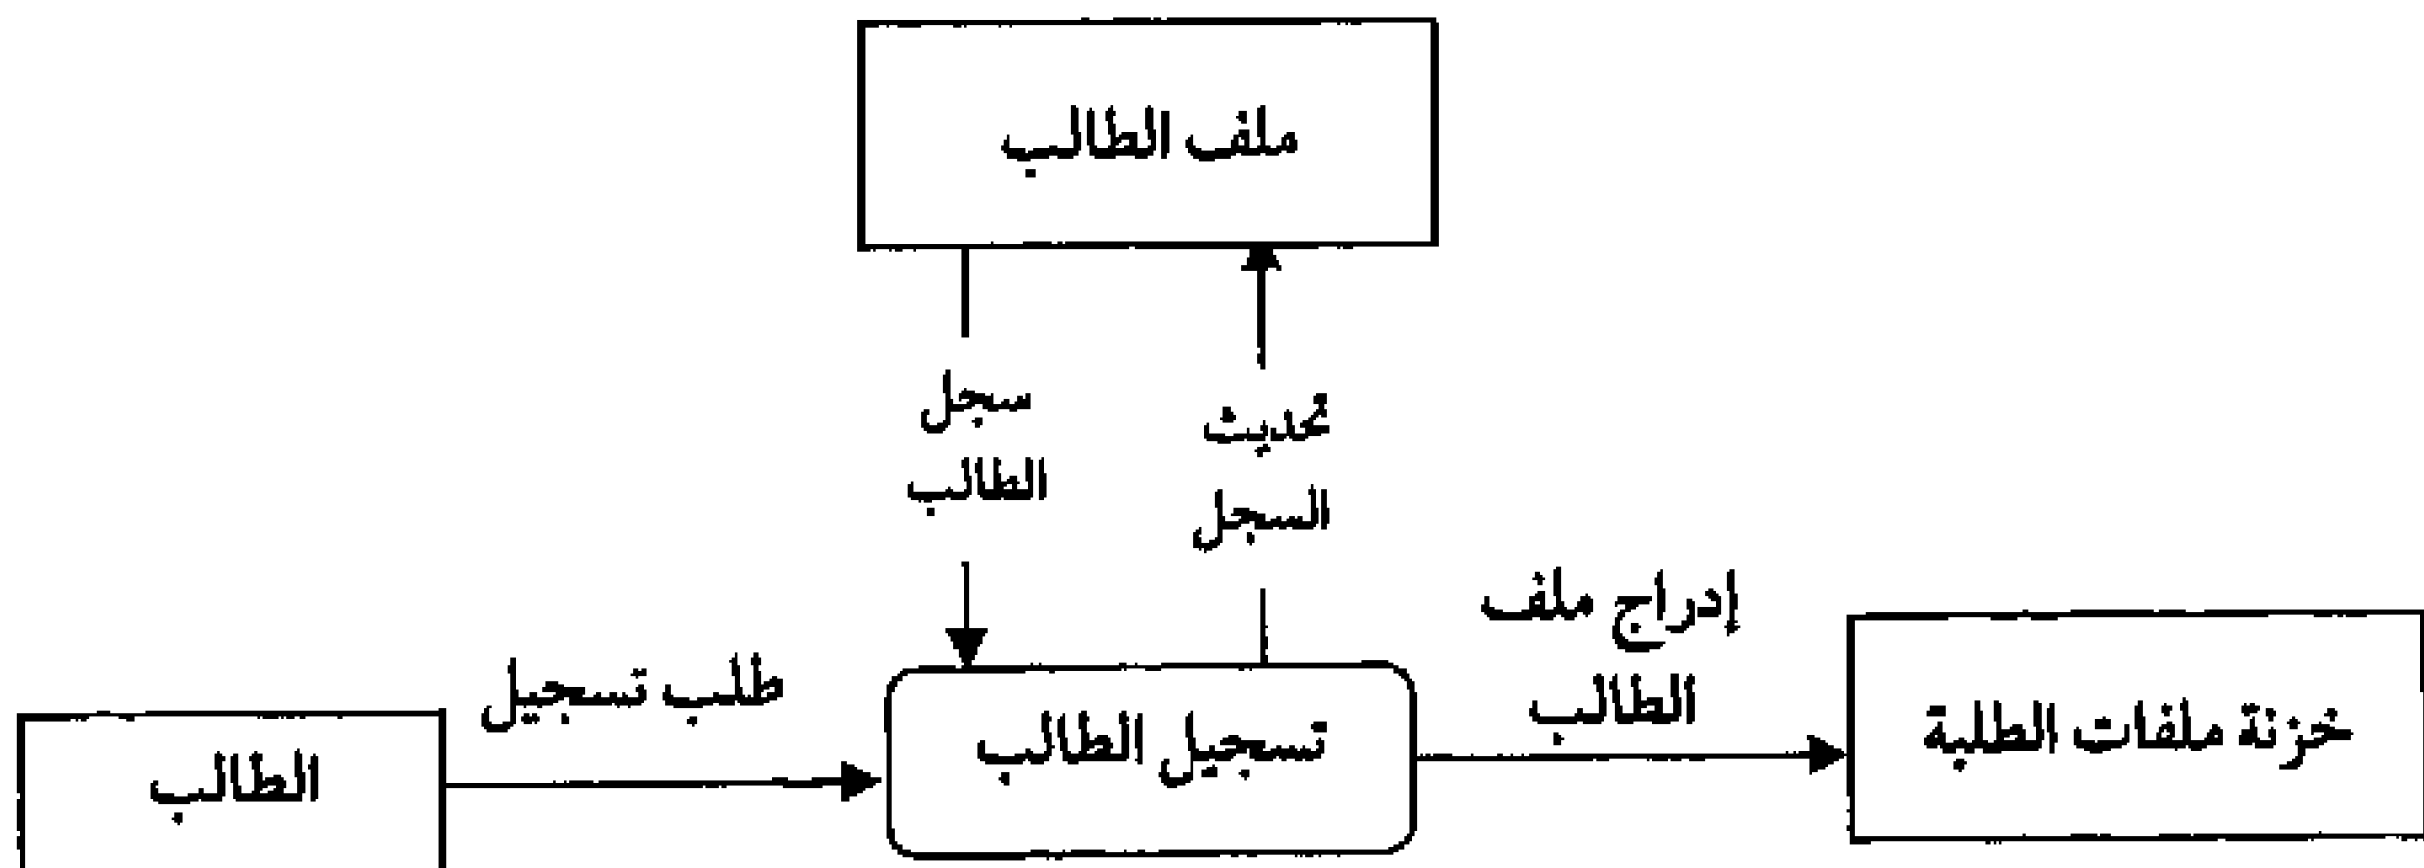 ملف الطالب
سجل
الطالب
تحديث
السجل
إدراج ملف
الطالب
طلب تسجيل
الطالب
تسجيل الطالب
خزنة ملفات الطلبة